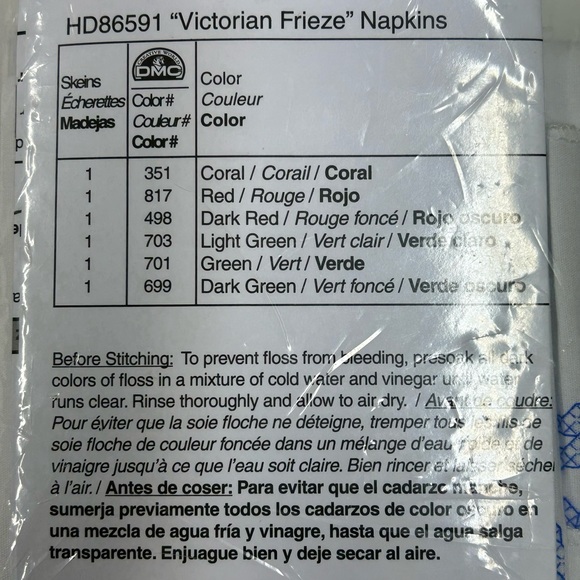 HD86591 "Victorian Frieze" Napkins
Skeins
Écherettes
Madejas
CREATIVE WORLD
DMC
Color#
Couleur#
Color#
Color
Couleur
Color
1 351 Coral / Corail / Coral
1 817 Red / Rouge / Rojo
1 498 Dark Red / Rouge foncé / Rojo oscuro
1 703 Light Green / Vert clair / Verde claro
1 701 Green / Vert / Verde
1 699 Dark Green / Vert foncé / Verde oscuro
Before Stitching: To prevent floss from bleeding, presoak all dark
colors of floss in a mixture of cold water and vinegar until water
runs clear. Rinse thoroughly and allow to air dry. / Avant de coudre:
Pour éviter que la soie floche ne déteigne, tremper tous les fils de
soie floche de couleur foncée dans un mélange d'eau froide et de
vinaigre jusqu'à ce que l'eau soit claire. Bien rincer et laisser sécher
à l'air. / Antes de coser: Para evitar que el cadarzo manche,
sumerja previamente todos los cadarzos de color oscuro en
una mezcla de agua fría y vinagre, hasta que el agua salga
transparente. Enjuague bien y deje secar al aire.